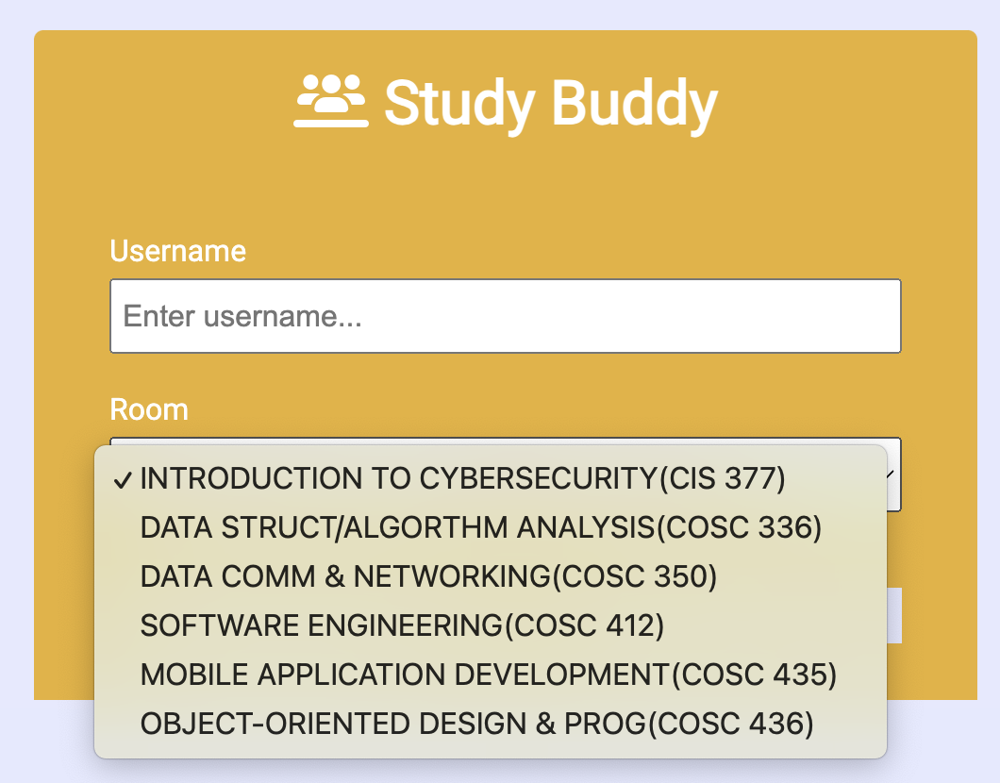 Study Buddy
Username
Enter username...
Room
INTRODUCTION TO CYBERSECURITY(CIS 377)
DATA STRUCT/ALGORTHM ANALYSIS(COSC 336)
DATA COMM & NETWORKING(COSC 350)
SOFTWARE ENGINEERING(COSC 412)
MOBILE APPLICATION DEVELOPMENT(COSC 435)
OBJECT-ORIENTED DESIGN & PROG(COSC 436)